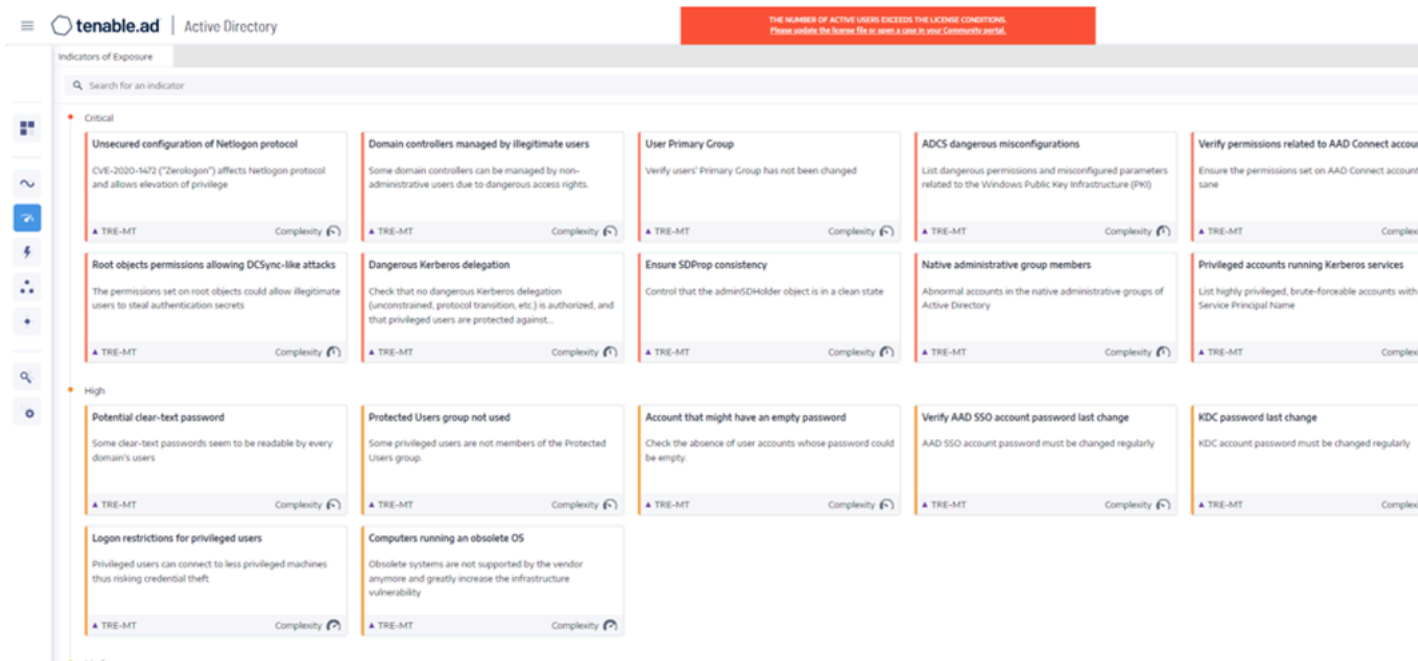 tenable.ad Active Directory
THE NUMBER OF ACTIVE USERS EXCEEDS THE LICENSE CONDITIONS.
Please update the license file or open a case in your Community portal.
Indicators of Exposure
Search for an indicator
Critical
Unsecured configuration of Netlogon protocol
CVE-2020-1472 ("Zerologon") affects Netlogon protocol
and allows elevation of privilege
TRE-MT Complexity
Domain controllers managed by illegitimate users
Some domain controllers can be managed by non-
administrative users due to dangerous access rights.
TRE-MT Complexity
User Primary Group
Verify users' Primary Group has not been changed
TRE-MT Complexity
ADCS dangerous misconfigurations
List dangerous permissions and misconfigured parameters
related to the Windows Public Key Infrastructure (PKI)
TRE-MT Complexity
Verify permissions related to AAD Connect accou
Ensure the permissions set on AAD Connect account
sane
TRE-MT Complex
Root objects permissions allowing DCSync-like attacks
The permissions set on root objects could allow illegitimate
users to steal authentication secrets
TRE-MT Complexity
Dangerous Kerberos delegation
Check that no dangerous Kerberos delegation
(unconstrained, protocol transition, etc.) is authorized, and
that privileged users are protected against...
TRE-MT Complexity
Ensure SDProp consistency
Control that the adminSDHolder object is in a clean state
TRE-MT Complexity
Native administrative group members
Abnormal accounts in the native administrative groups of
Active Directory
TRE-MT Complexity
Privileged accounts running Kerberos services
List highly privileged, brute-forceable accounts with
Service Principal Name
TRE-MT Complex
High
Potential clear-text password
Some clear-text passwords seem to be readable by every
domain's users
TRE-MT Complexity
Protected Users group not used
Some privileged users are not members of the Protected
Users group.
TRE-MT Complexity
Account that might have an empty password
Check the absence of user accounts whose password could
be empty.
TRE-MT Complexity
Verify AAD SSO account password last change
AAD SSO account password must be changed regularly
TRE-MT Complexity
KDC password last change
KDC account password must be changed regularly
TRE-MT Complex
Logon restrictions for privileged users
Privileged users can connect to less privileged machines
thus risking credential theft
TRE-MT Complexity
Computers running an obsolete OS
Obsolete systems are not supported by the vendor
anymore and greatly increase the infrastructure
vulnerability
TRE-MT Complexity